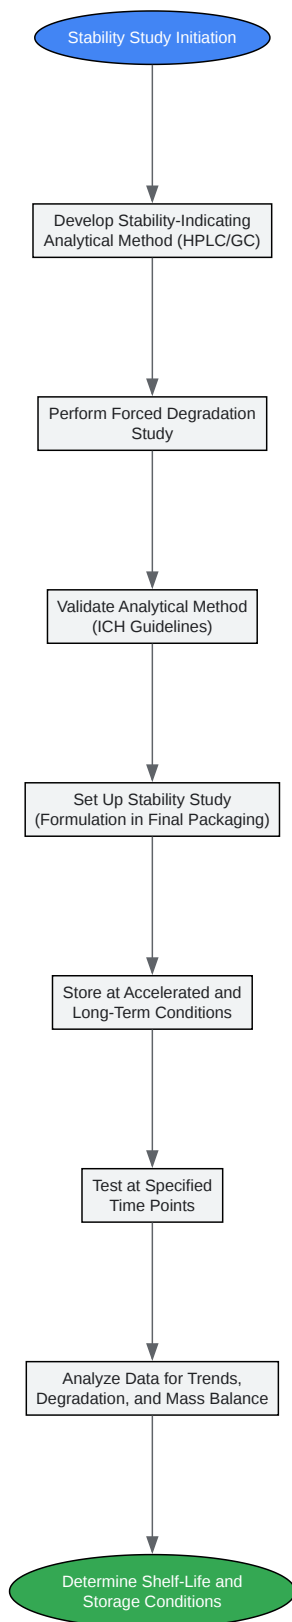 Stability Study Initiation
Develop Stability-Indicating
Analytical Method (HPLC/GC)
Perform Forced Degradation
Study
Validate Analytical Method
(ICH Guidelines)
Set Up Stability Study
(Formulation in Final Packaging)
Store at Accelerated and
Long-Term Conditions
Test at Specified
Time Points
Analyze Data for Trends,
Degradation, and Mass Balance
Determine Shelf-Life and
Storage Conditions